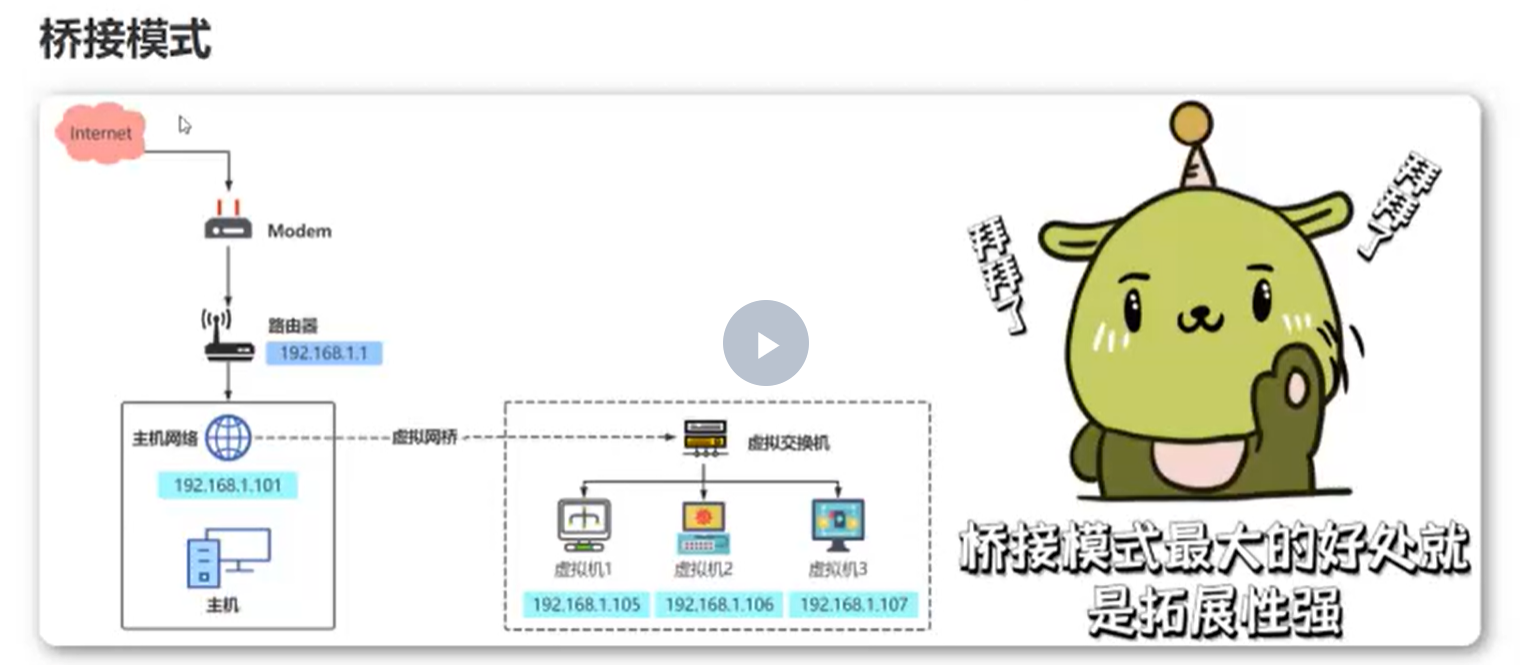 桥接模式
Internet
Modem
路由器
192.168.1.1
主机网络
虚拟网桥
虚拟交换机
192.168.1.101
主机
虚拟机1
虚拟机2
虚拟机3
192.168.1.105
192.168.1.106
192.168.1.107
拜拜了
拜拜了
桥接模式最大的好处就
是拓展性强